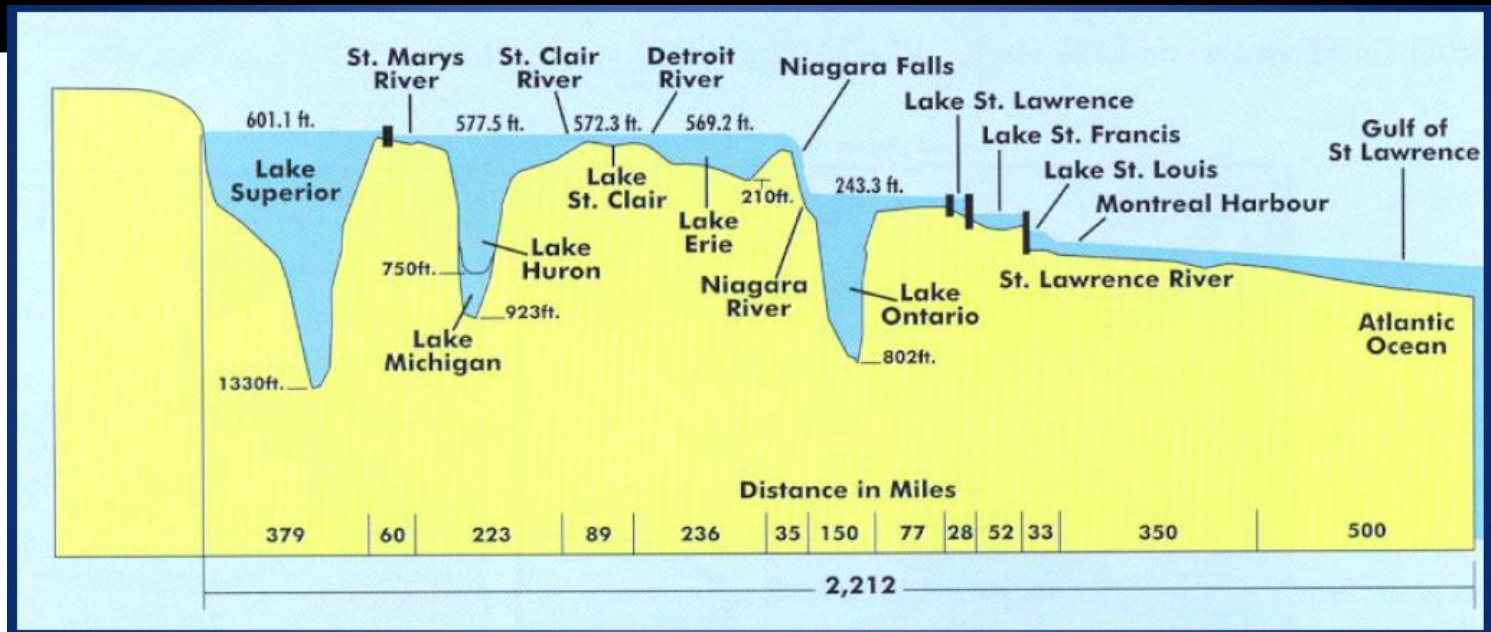 St. Marys
River
St. Clair
River
Detroit
River
Niagara Falls
Lake St. Lawrence
Lake St. Francis
Gulf of
St Lawrence
Lake St. Louis
Montreal Harbour
601.1 ft.
577.5 ft.
572.3 ft.
569.2 ft.
243.3 ft.
Lake
Superior
Lake
St. Clair
210ft.
Lake
Erie
Lake
Huron
750ft.
923ft.
Lake
Michigan
1330ft.
Niagara
River
Lake
Ontario
802ft.
St. Lawrence River
Atlantic
Ocean
Distance in Miles
379 60 223 89 236 35 150 77 28 52 33 350 500
2,212